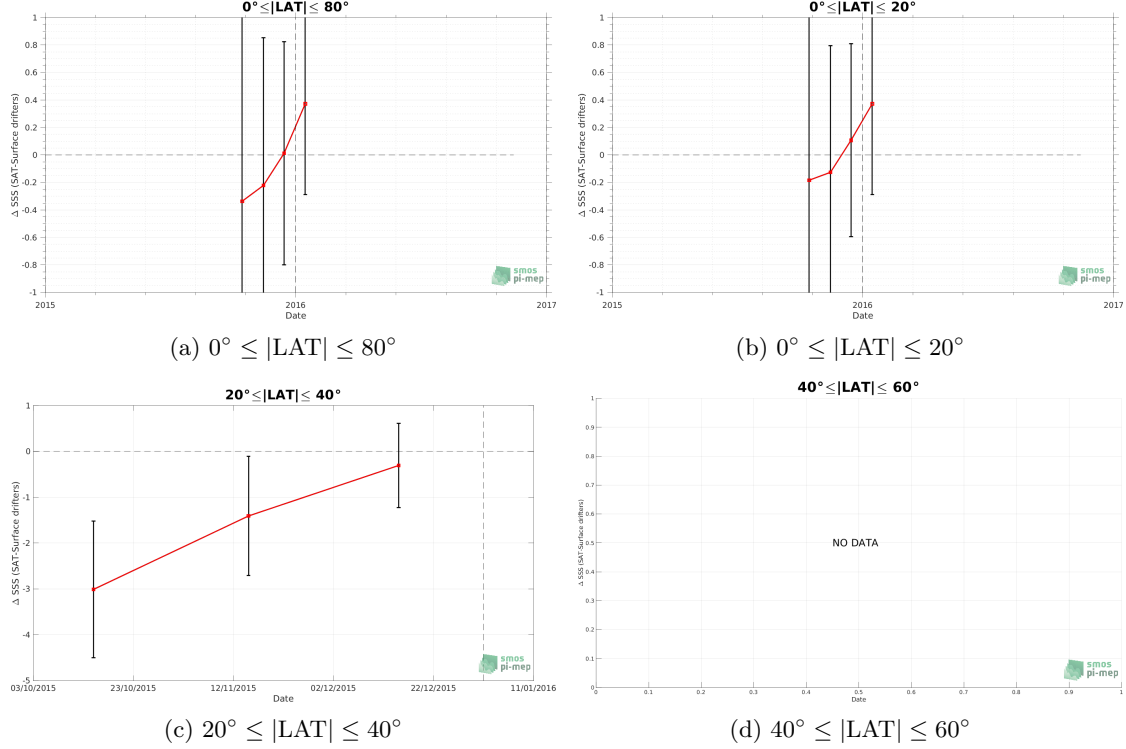 0°≤|LAT|≤ 80°
1
0.8
0.6
0.4
0.2
0
-0.2
-0.4
-0.6
-0.8
-1
Δ SSS (SAT-Surface drifters)
2015
2016
2017
Date
smos
pi-mep
(a) 0° ≤ |LAT| ≤ 80°
0°≤|LAT|≤ 20°
1
0.8
0.6
0.4
0.2
0
-0.2
-0.4
-0.6
-0.8
-1
Δ SSS (SAT-Surface drifters)
2015
2016
2017
Date
smos
pi-mep
(b) 0° ≤ |LAT| ≤ 20°
20°≤|LAT|≤ 40°
1
0
-1
-2
-3
-4
-5
Δ SSS (SAT-Surface drifters)
03/10/2015
23/10/2015
12/11/2015
02/12/2015
22/12/2015
11/01/2016
Date
smos
pi-mep
(c) 20° ≤ |LAT| ≤ 40°
40°≤|LAT|≤ 60°
1
0.9
0.8
0.7
0.6
0.5
0.4
0.3
0.2
0.1
0
Δ SSS (SAT-Surface drifters)
NO DATA
0
0.1
0.2
0.3
0.4
0.5
0.6
0.7
0.8
0.9
1
Date
smos
pi-mep
(d) 40° ≤ |LAT| ≤ 60°